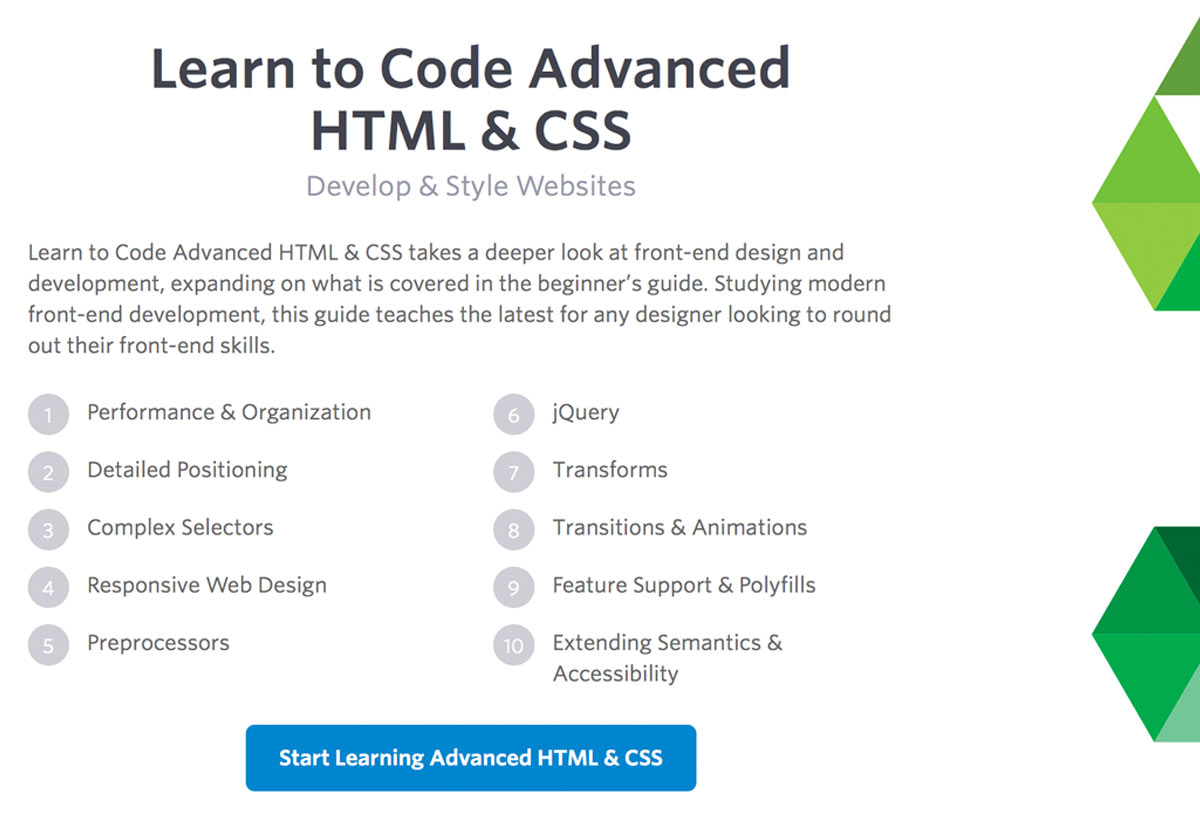 Learn to Code Advanced
HTML & CSS
Develop & Style Websites
Learn to Code Advanced HTML & CSS takes a deeper look at front-end design and
development, expanding on what is covered in the beginner’s guide. Studying modern
front-end development, this guide teaches the latest for any designer looking to round
out their front-end skills.
1 Performance & Organization
2 Detailed Positioning
3 Complex Selectors
4 Responsive Web Design
5 Preprocessors
6 jQuery
7 Transforms
8 Transitions & Animations
9 Feature Support & Polyfills
10 Extending Semantics &
Accessibility
Start Learning Advanced HTML & CSS